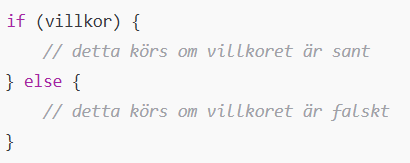 if (villkor) {
    // detta körs om villkoret är sant
} else {
    // detta körs om villkoret är falskt
}